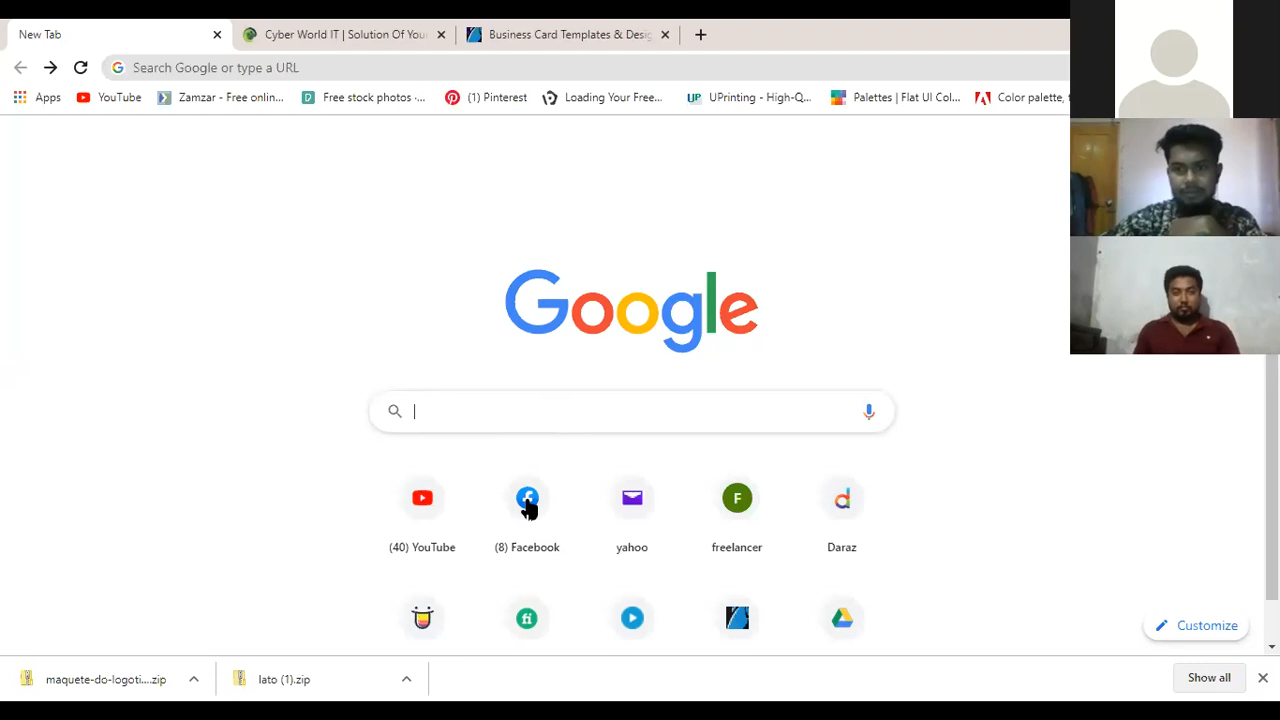 New Tab
Cyber World IT | Solution Of You
Business Card Templates & Desig
Search Google or type a URL
Apps
YouTube
Zamzar - Free onlin...
Free stock photos ·...
(1) Pinterest
Loading Your Free...
UPrinting - High-Q...
Palettes | Flat UI Col...
Color palette, t
Google
(40) YouTube
(8) Facebook
yahoo
F
freelancer
Daraz
fi
Customize
maquete-do-logoti....zip
lato (1).zip
Show all